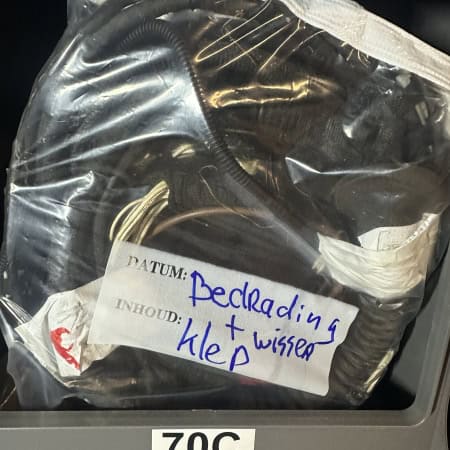 DATUM: Bedrading
+ wisser
INHOUD: klep
70C